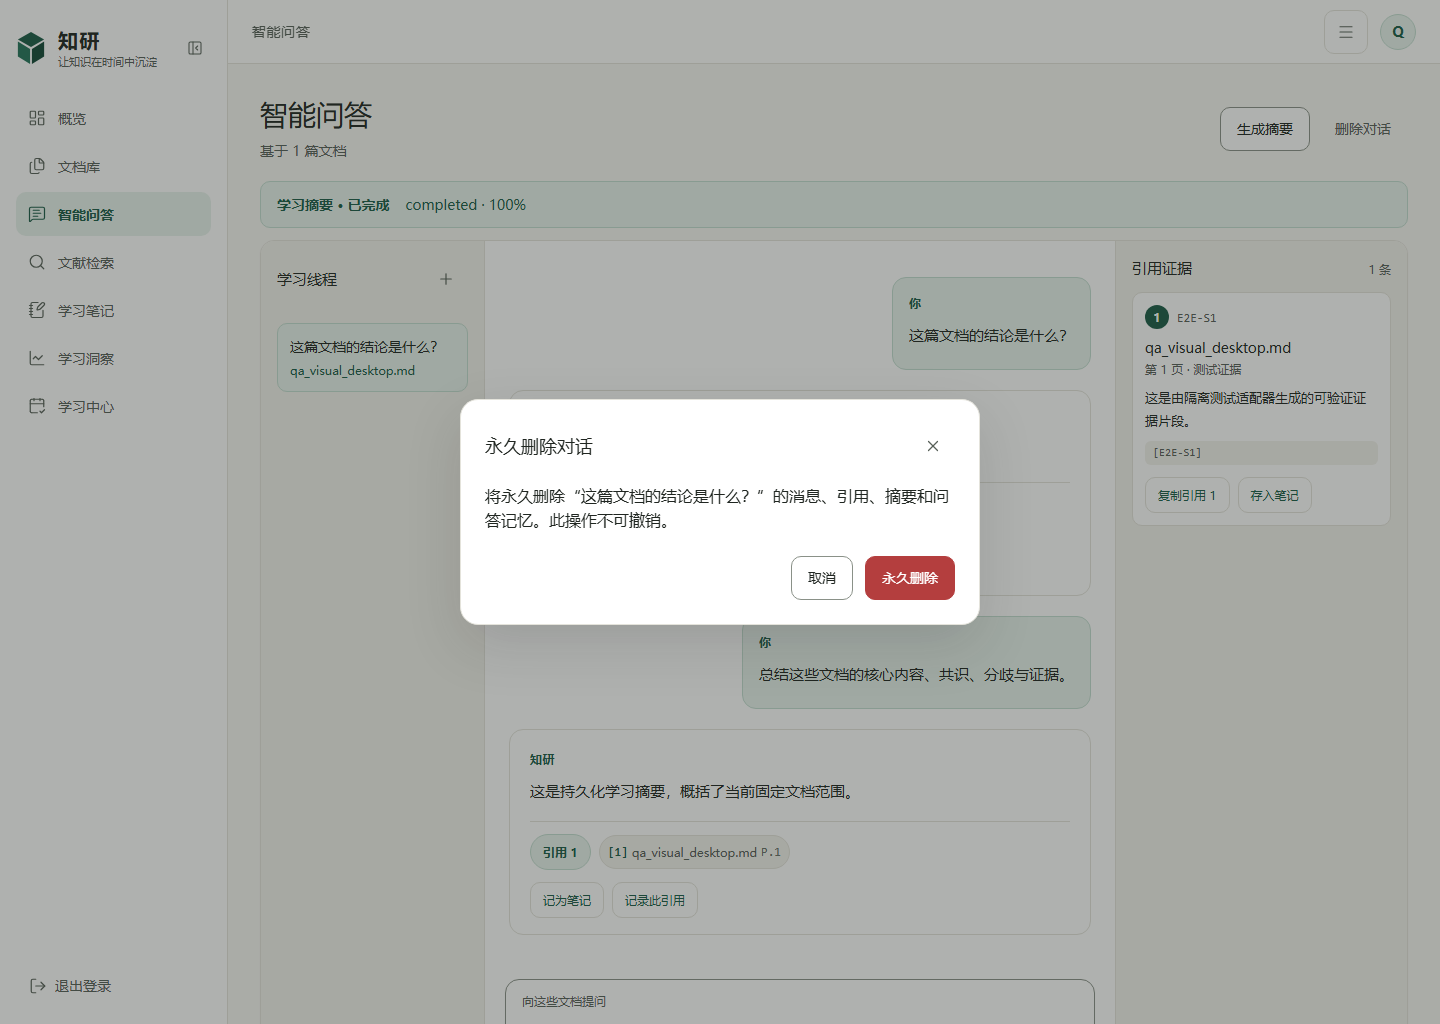 知研
让知识在时间中沉淀
概览
文档库
智能问答
文献检索
学习笔记
学习洞察
学习中心
退出登录
智能问答
Q
智能问答
基于 1 篇文档
生成摘要
删除对话
学习摘要 • 已完成 completed · 100%
学习线程
这篇文档的结论是什么？
qa_visual_desktop.md
你
这篇文档的结论是什么？
永久删除对话
将永久删除“这篇文档的结论是什么？”的消息、引用、摘要和问
答记忆。此操作不可撤销。
取消
永久删除
你
总结这些文档的核心内容、共识、分歧与证据。
知研
这是持久化学习摘要，概括了当前固定文档范围。
引用 1
[1] qa_visual_desktop.md P.1
记为笔记
记录此引用
向这些文档提问
引用证据
1 条
1 E2E-S1
qa_visual_desktop.md
第 1 页 · 测试证据
这是由隔离测试适配器生成的可验证证
据片段。
[E2E-S1]
复制引用 1
存入笔记